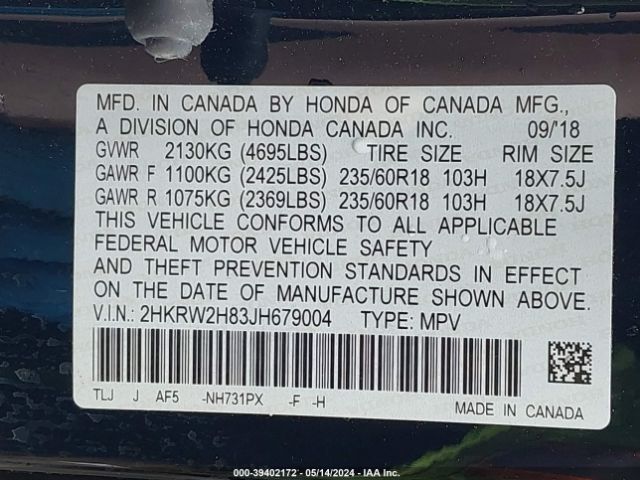 MFD. IN CANADA BY HONDA OF CANADA MFG.,
A DIVISION OF HONDA CANADA INC. 09/'18
GVWR 2130KG (4695LBS) TIRE SIZE RIM SIZE
GAWR F 1100KG (2425LBS) 235/60R18 103H 18X7.5J
GAWR R 1075KG (2369LBS) 235/60R18 103H 18X7.5J
THIS VEHICLE CONFORMS TO ALL APPLICABLE
FEDERAL MOTOR VEHICLE SAFETY
AND THEFT PREVENTION STANDARDS IN EFFECT
ON THE DATE OF MANUFACTURE SHOWN ABOVE.
V.I.N.: 2HKRW2H83JH679004 TYPE: MPV
TLJ J AF5 -NH731PX -F -H
MADE IN CANADA
000-39402172 - 05/14/2024 - IAA Inc.